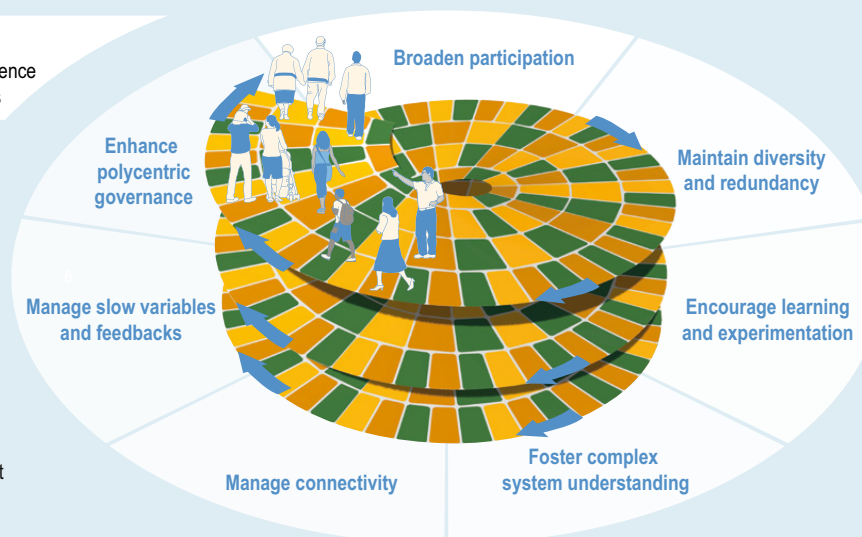 ence
s
Broaden participation
Enhance
polycentric
governance
Maintain diversity
and redundancy
Manage slow variables
and feedbacks
Encourage learning
and experimentation
t
Foster complex
system understanding
Manage connectivity